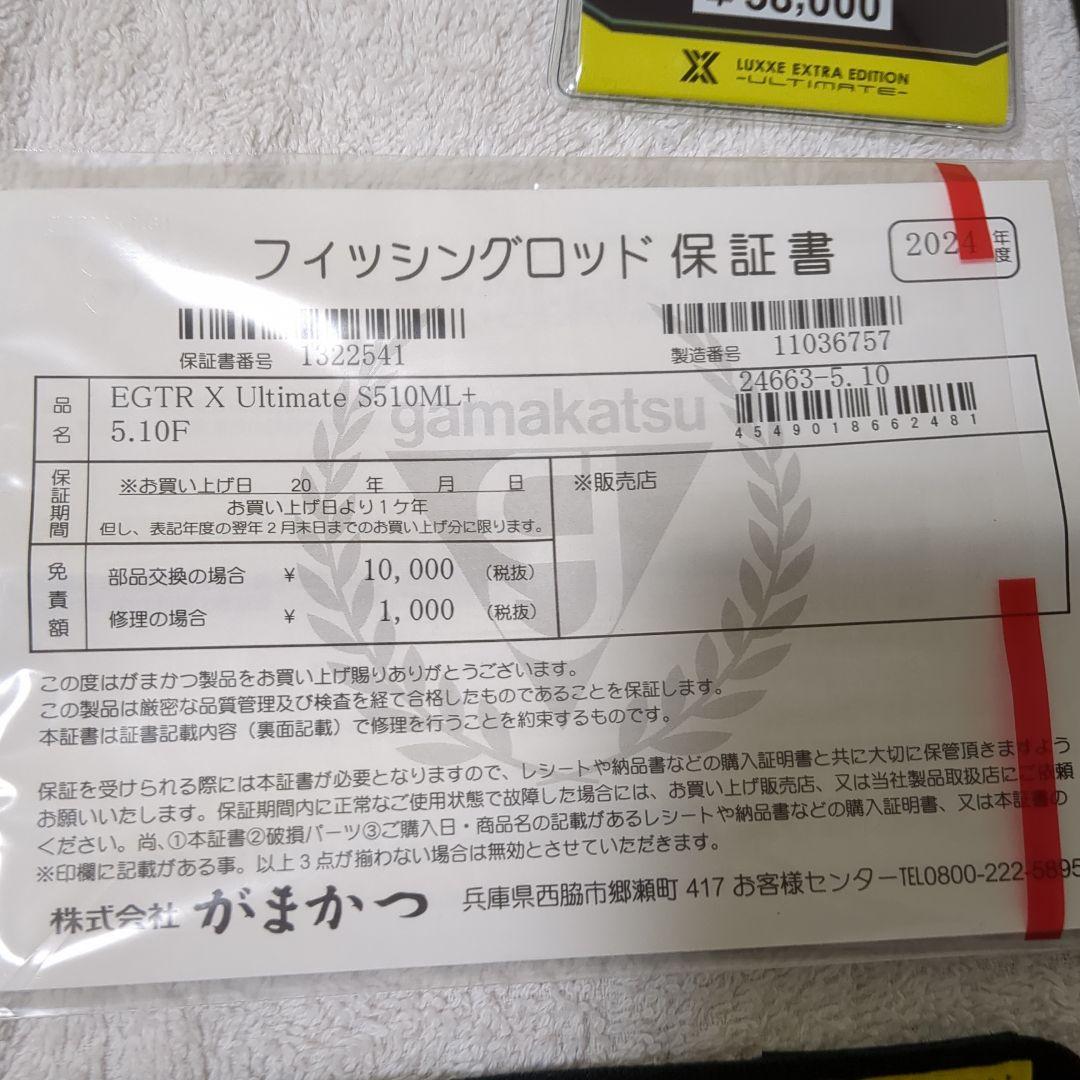 58,000
LUXXE EXTRA EDITION
-ULTIMATE-
フィッシングロッド 保証書
2024 年度
保証書番号 1322541
製造番号 11036757
品名
EGTR X Ultimate S510ML+
5.10F
24663-5.10
4549018662481
gamakatsu
保証期間
※お買い上げ日 20 年 月 日
お買い上げ日より1ケ年
但し、表記年度の翌年2月末日までのお買い上げ分に限ります。
※販売店
免責額
部品交換の場合 ¥ 10,000 (税抜)
修理の場合 ¥ 1,000 (税抜)
この度はがまかつ製品をお買い上げ賜りありがとうございます。
この製品は厳密な品質管理及び検査を経て合格したものであることを保証します。
本証書は証書記載内容（裏面記載）で修理を行うことを約束するものです。
保証を受けられる際には本証書が必要となりますので、レシートや納品書などの購入証明書と共に大切に保管頂きますよう
お願いいたします。保証期間内に正常なご使用状態で故障した場合には、お買い上げ販売店、又は当社製品取扱店にご依頼
ください。尚、①本証書②破損パーツ③ご購入日・商品名の記載があるレシートや納品書などの購入証明書、又は本証書の
※印欄に記載がある事。以上3点が揃わない場合は無効とさせていただきます。
株式会社 がまかつ 兵庫県西脇市郷瀬町 417 お客様センターTEL0800-222-5895